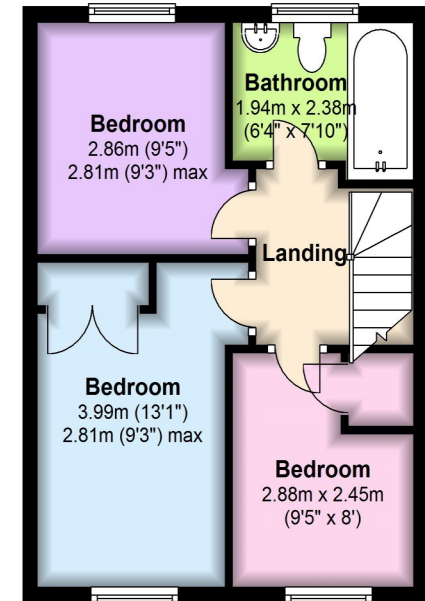 Bathroom
1.94m x 2.38m
(6'4" x 7'10")
Bedroom
2.86m (9'5")
2.81m (9'3") max
Landing
Bedroom
3.99m (13'1")
2.81m (9'3") max
Bedroom
2.88m x 2.45m
(9'5" x 8')